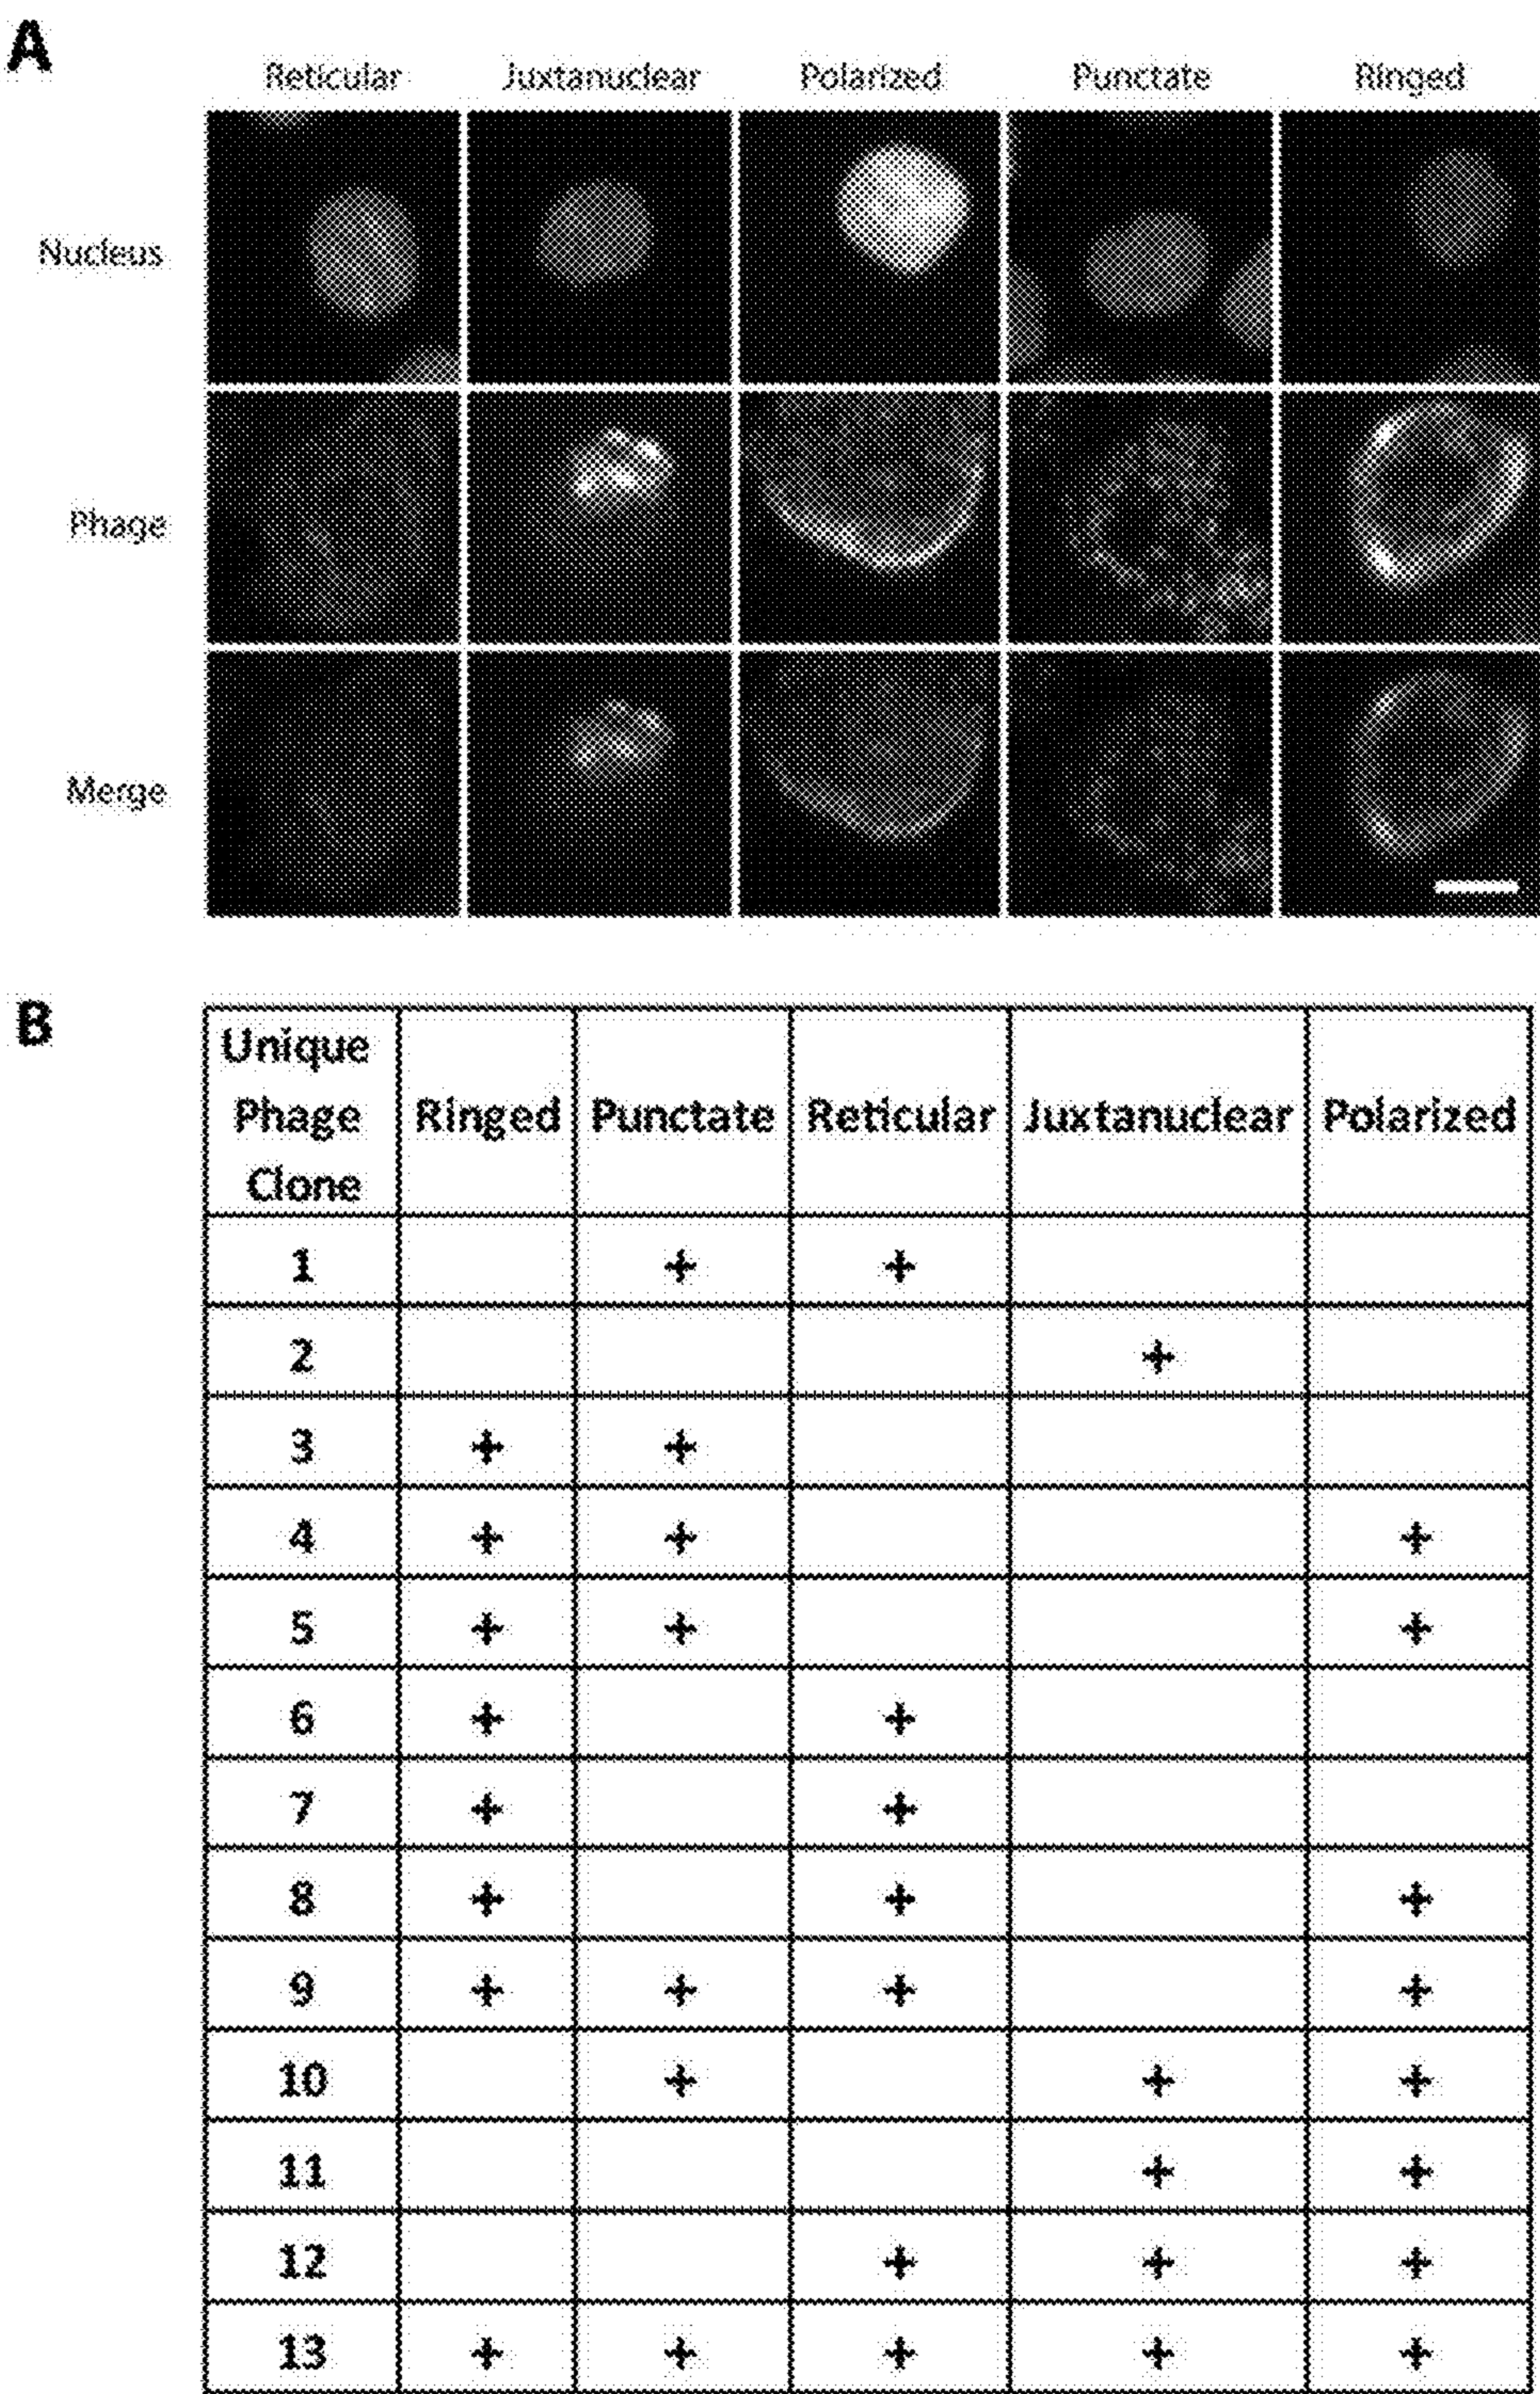 A
Reticular Juxtanuclear Polarized Punctate Ringed
Nucleus
Phage
Merge
B
Unique
Phage
Clone
Ringed Punctate Reticular Juxtanuclear Polarized
1 + +
2 +
3 + +
4 + + +
5 + + +
6 + +
7 + +
8 + + +
9 + + + +
10 + + +
11 + +
12 + + +
13 + + + + +